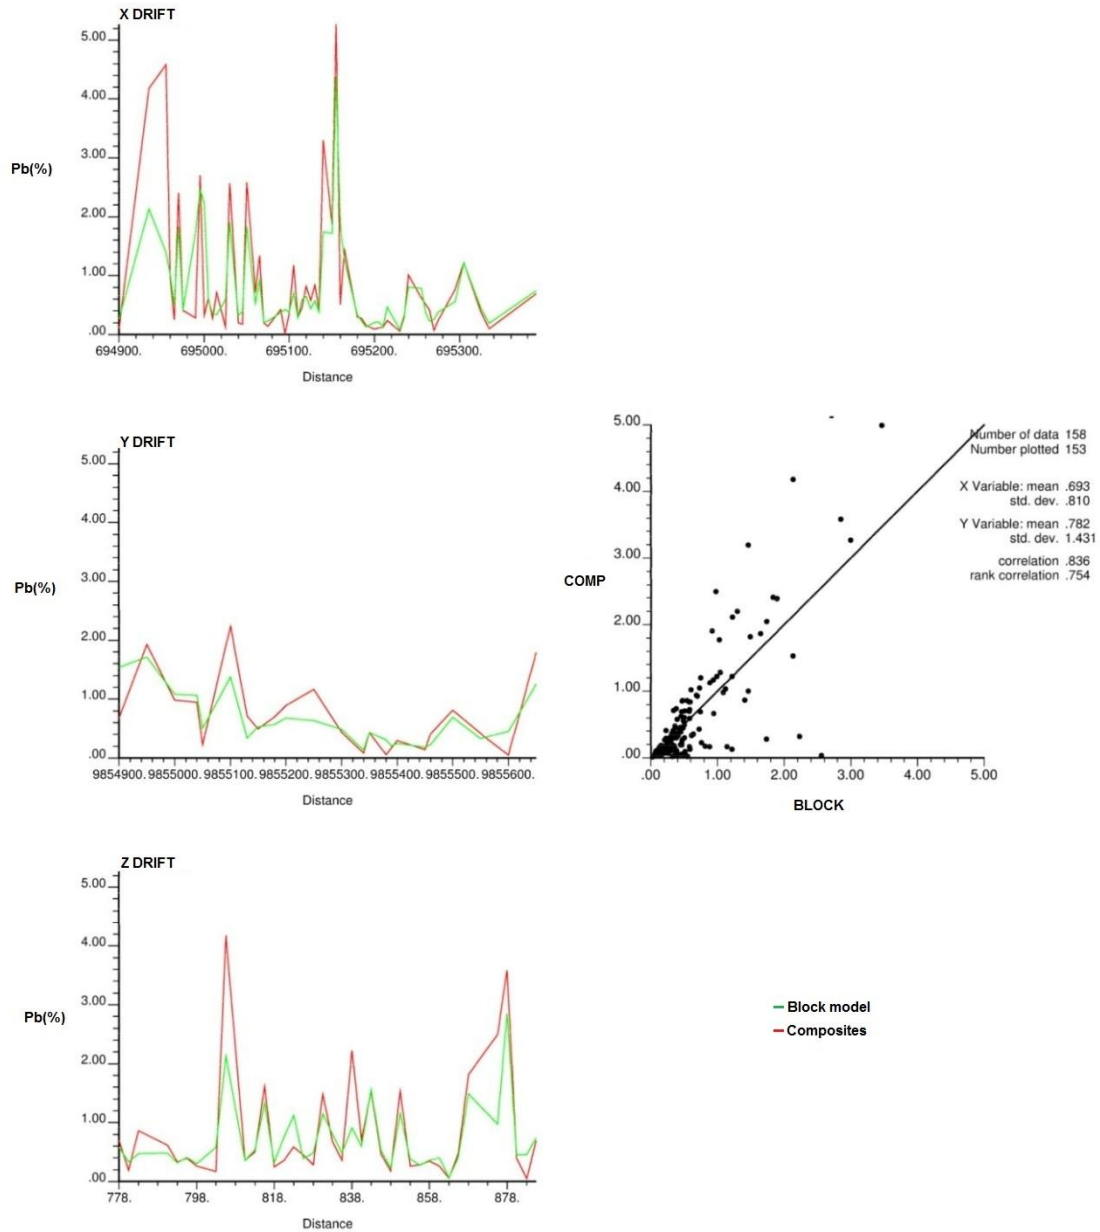 X DRIFT
5.00
4.00
3.00
Pb(%)
2.00
1.00
.00
694900. 695000. 695100. 695200. 695300.
Distance
Y DRIFT
5.00
4.00
3.00
Pb(%)
2.00
1.00
.00
9854900. 9855000. 9855100. 9855200. 9855300. 9855400. 9855500. 9855600.
Distance
5.00
4.00
3.00
COMP
2.00
1.00
.00
.00 1.00 2.00 3.00 4.00 5.00
BLOCK
Number of data 158
Number plotted 153
X Variable: mean .693
std. dev. .810
Y Variable: mean .782
std. dev. 1.431
correlation .836
rank correlation .754
Z DRIFT
5.00
4.00
3.00
Pb(%)
2.00
1.00
.00
778. 798. 818. 838. 858. 878.
Distance
Block model
Composites